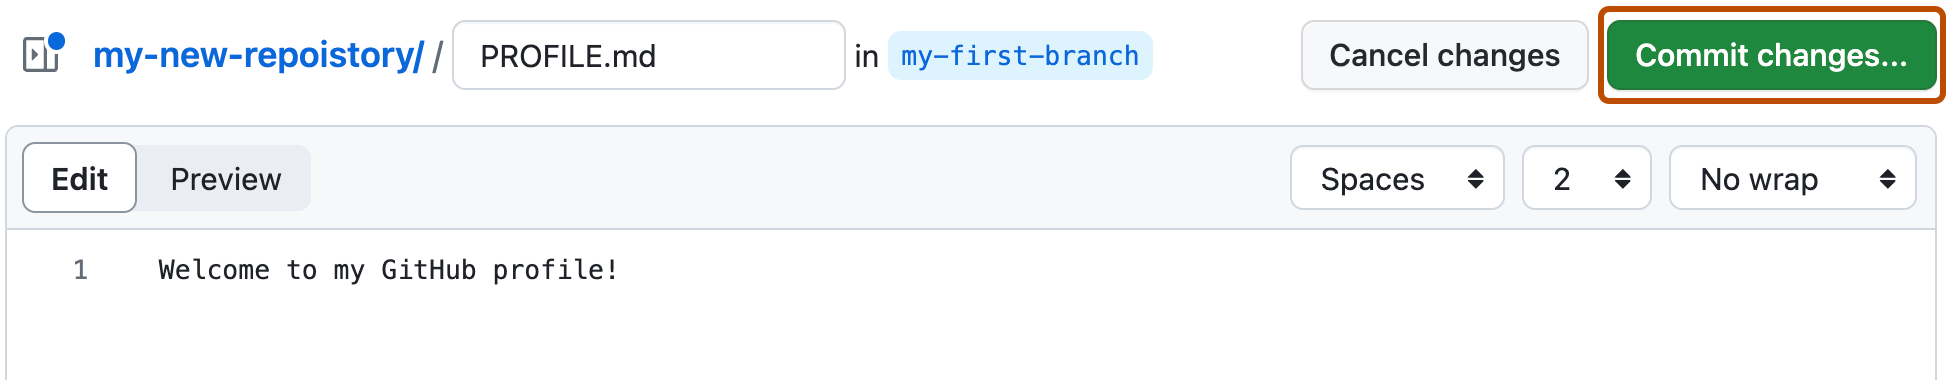 my-new-repoistory/ / PROFILE.md in my-first-branch Cancel changes Commit changes...
Edit Preview Spaces 2 No wrap
1 Welcome to my GitHub profile!